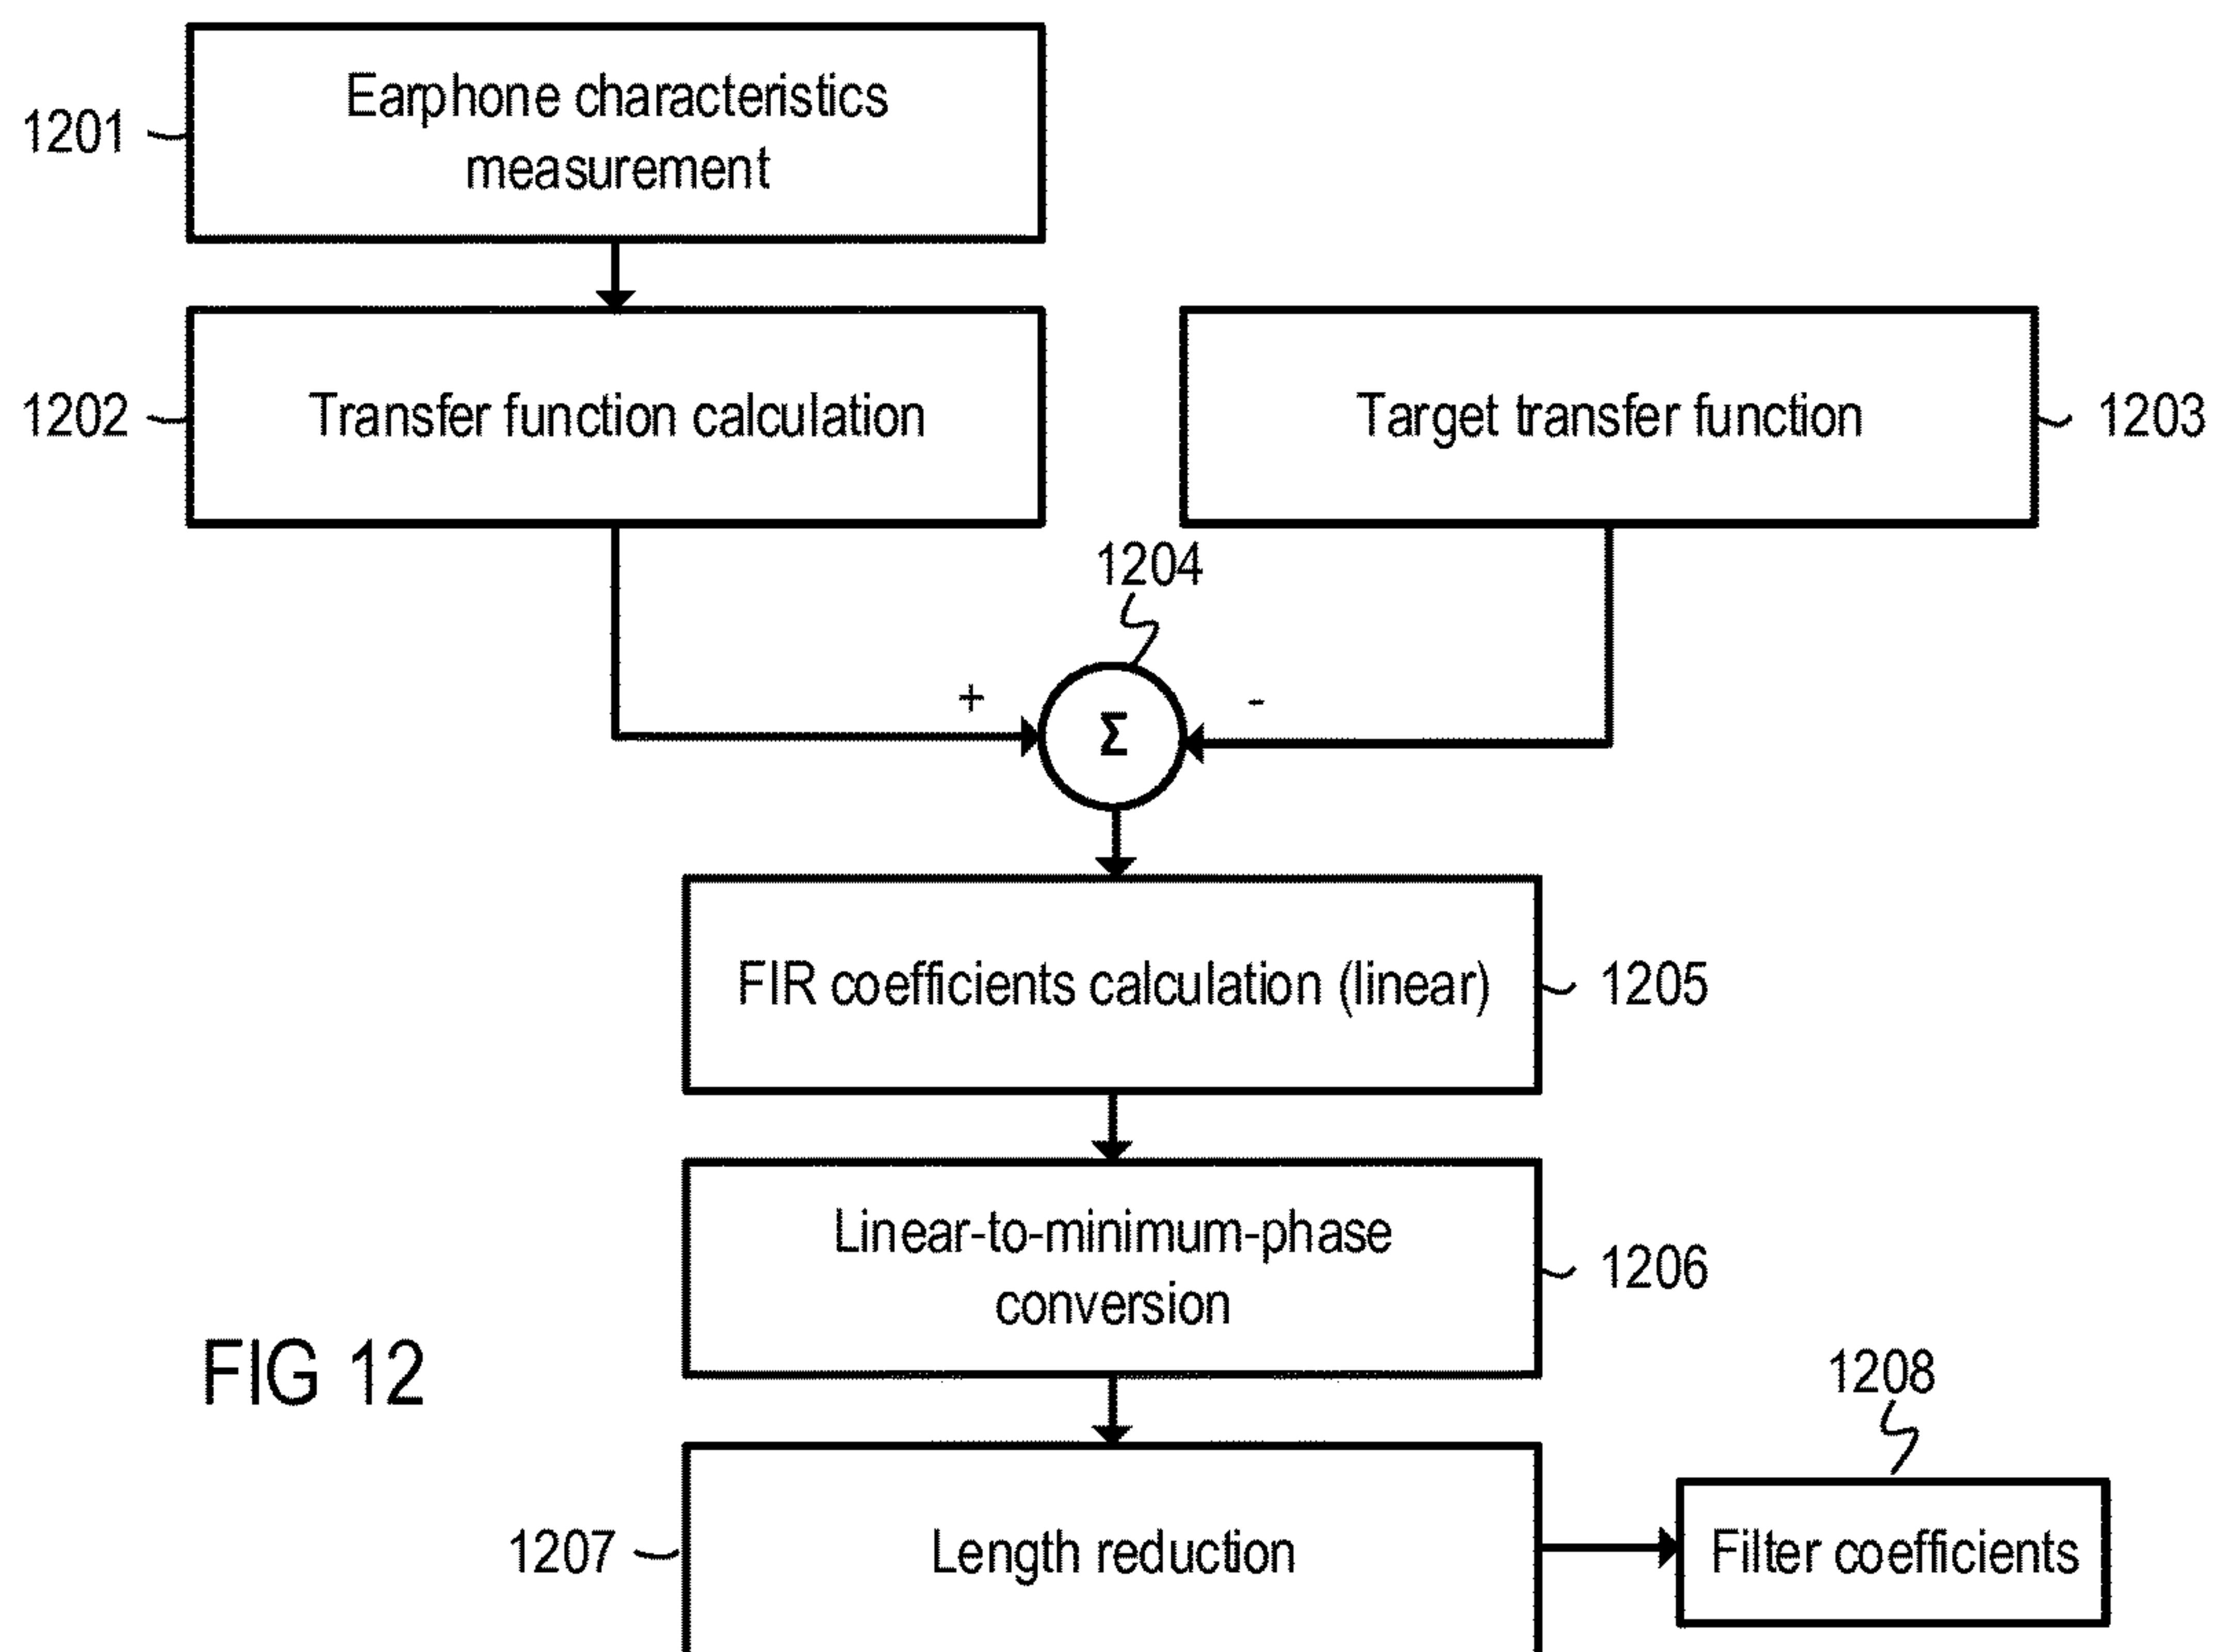 Earphone characteristics
measurement
1201
Transfer function calculation
1202
Target transfer function
1203
1204
+
Σ
-
FIR coefficients calculation (linear)
1205
Linear-to-minimum-phase
conversion
1206
FIG 12
1208
1207
Length reduction
Filter coefficients